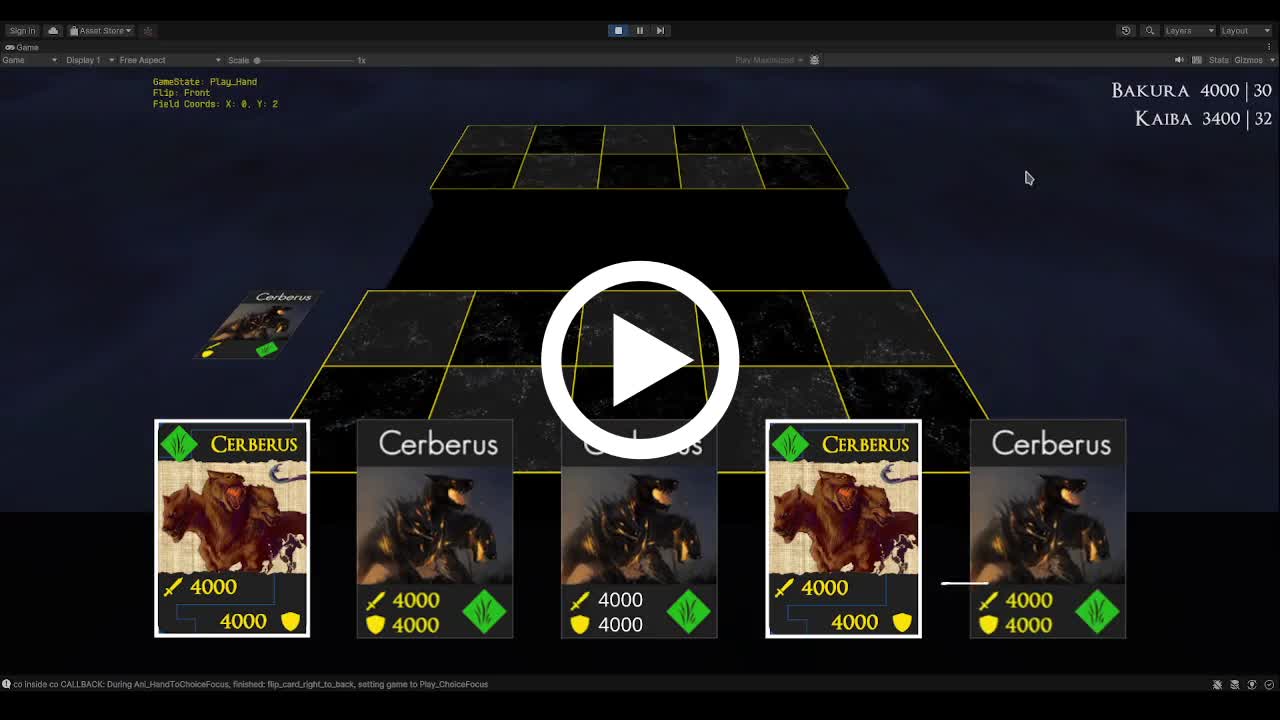 Sign in
Asset Store
Layers
Layout
Game
Game
Display 1
Free Aspect
Scale
1x
Play Maximized
Stats
Gizmos
GameState: Play_Hand
Flip: Front
Field Coords: X: 0, Y: 2
Bakura 4000 | 30
Kaiba 3400 | 32
Cerberus
Cerberus
4000
4000
Cerberus
4000
4000
Cerberus
4000
4000
Cerberus
4000
4000
Cerberus
4000
4000
co inside co CALLBACK: During Ani_HandToChoiceFocus, finished: flip_card_right_to_back, setting game to Play_ChoiceFocus